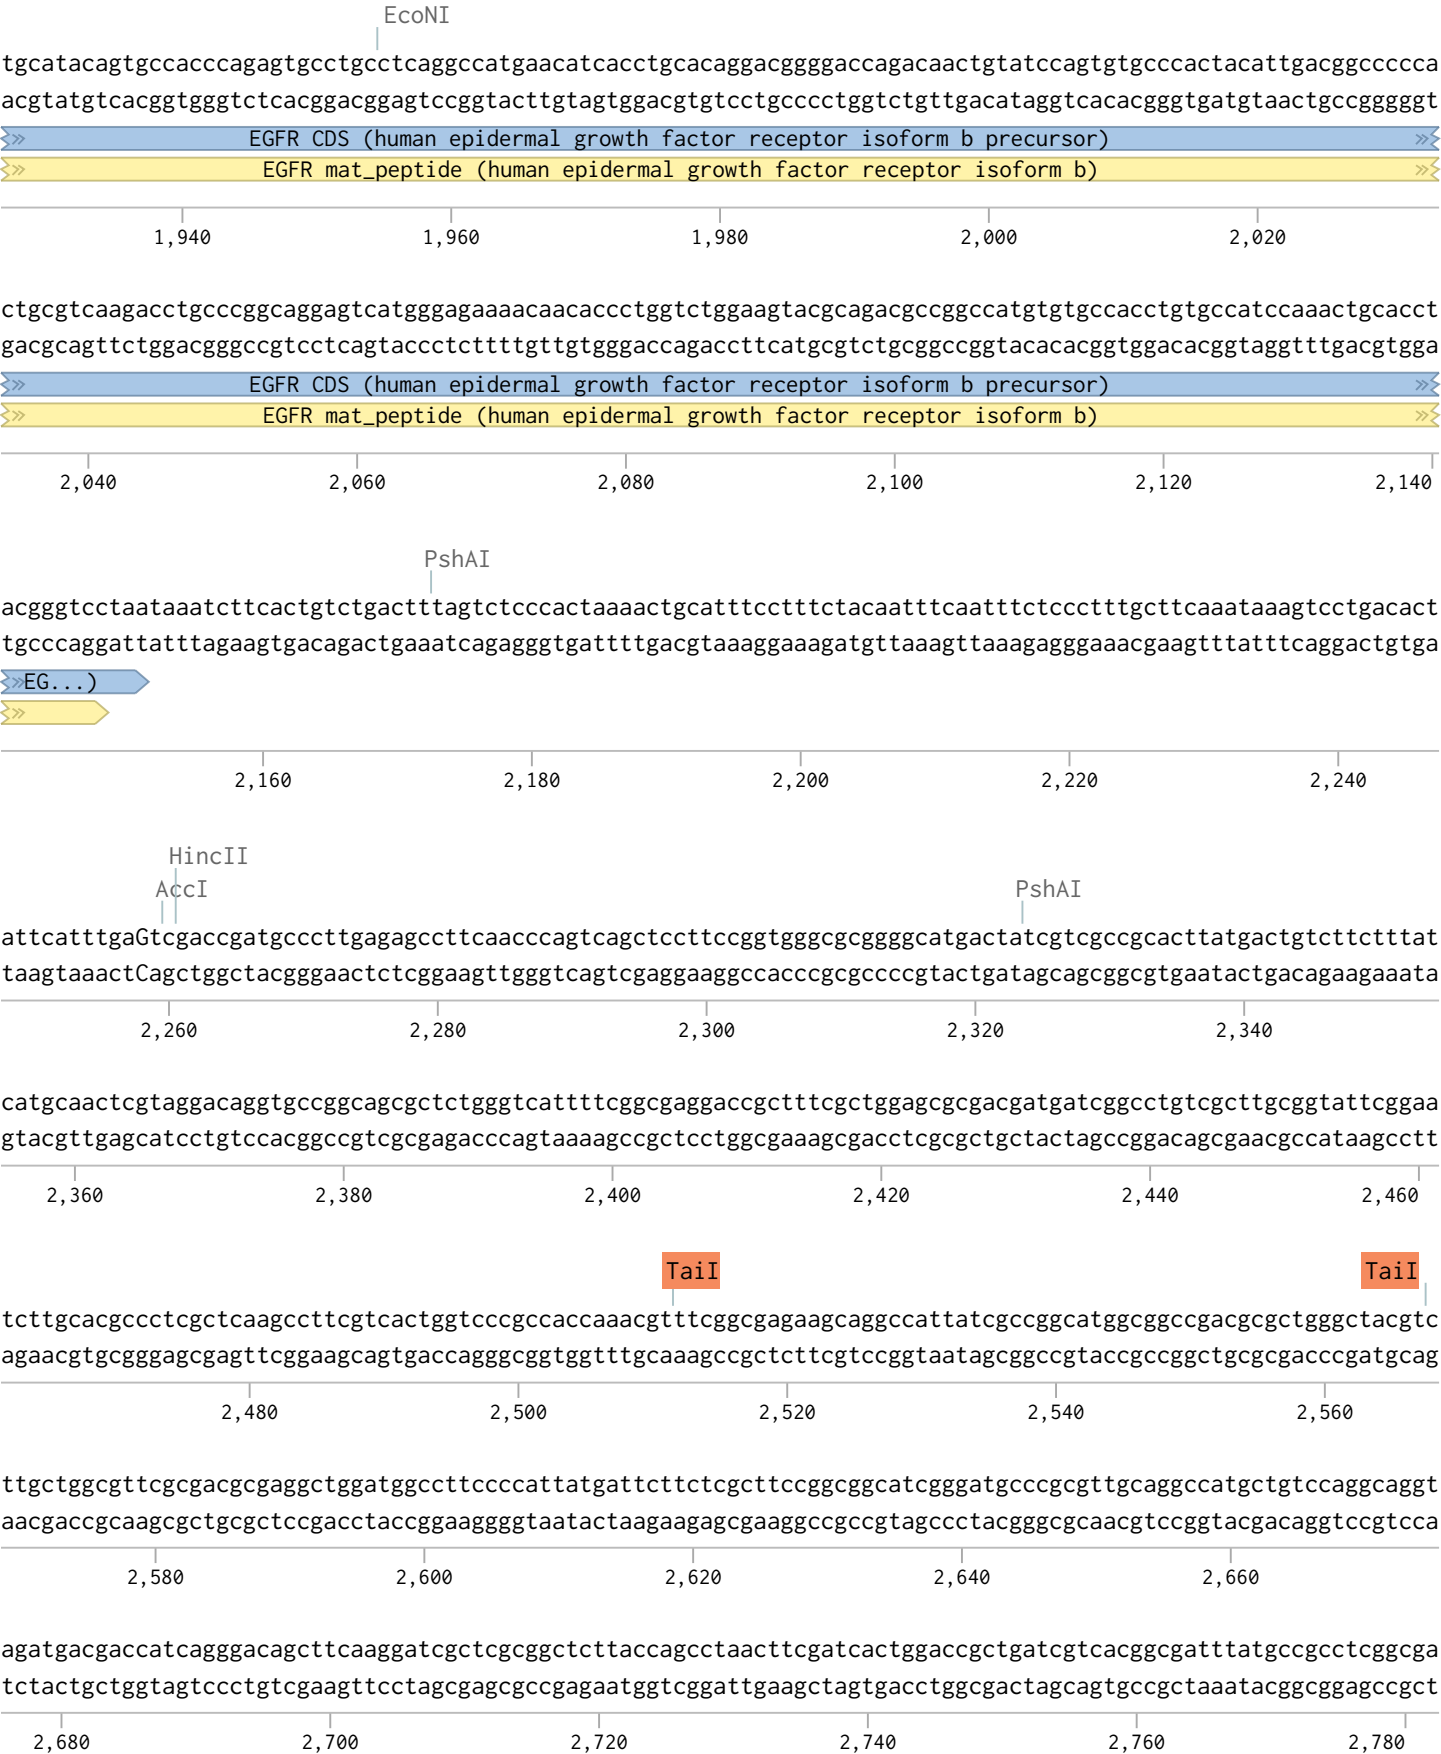 EcoNI
tgcatacagtgccacccagagtgcctgcctcaggccatgaacatcacctgcacaggacggggaccagacaactgtatccagtgtgcccactacattgacggccccca
acgtatgtcacggtgggtctcacggacggagtccggtacttgtagtggacgtgtcctgcccctggtctgttgacataggtcacacgggtgatgtaactgccgggggt
EGFR CDS (human epidermal growth factor receptor isoform b precursor)
EGFR mat_peptide (human epidermal growth factor receptor isoform b)
1,940 1,960 1,980 2,000 2,020
ctgcgtcaagacctgcccggcaggagtcatgggagaaaacaacaccctggtctggaagtacgcagacgccggccatgtgtgccacctgtgccatccaaactgcacct
gacgcagttctggacgggccgtcctcagtaccctcttttgttgtgggaccagaccttcatgcgtctgcggccggtacacacggtggacacggtaggtttgacgtgga
EGFR CDS (human epidermal growth factor receptor isoform b precursor)
EGFR mat_peptide (human epidermal growth factor receptor isoform b)
2,040 2,060 2,080 2,100 2,120 2,140
PshAI
acgggtcctaataaatcttcactgtctgactttagtctcccactaaaactgcatttcctttctacaatttcaatttctccctttgcttcaaataaagtcctgacact
tgcccaggattatttagaagtgacagactgaaatcagagggtgattttgacgtaaaggaaagatgttaaagttaaagagggaaacgaagtttatttcaggactgtga
EG...)
2,160 2,180 2,200 2,220 2,240
HincII
AccI PshAI
attcatttgaGtcgaccgatgcccttgagagccttcaacccagtcagctccttccggtgggcgcggggcatgactatcgtcgccgcacttatgactgtcttctttat
taagtaaactCagctggctacgggaactctcggaagttgggtcagtcgaggaaggccacccgcgccccgtactgatagcagcggcgtgaatactgacagaagaaata
2,260 2,280 2,300 2,320 2,340
catgcaactcgtaggacaggtgccggcagcgctctgggtcattttcggcgaggaccgctttcgctggagcgcgacgatgatcggcctgtcgcttgcggtattcggaa
gtacgttgagcatcctgtccacggccgtcgcgagacccagtaaaagccgctcctggcgaaagcgacctcgcgctgctactagccggacagcgaacgccataagcctt
2,360 2,380 2,400 2,420 2,440 2,460
TaiI TaiI
tcttgcacgccctcgctcaagccttcgtcactggtcccgccaccaaacgtttcggcgagaagcaggccattatcgccggcatggcggccgacgcgctgggctacgtc
agaacgtgcgggagcgagttcggaagcagtgaccagggcggtggtttgcaaagccgctcttcgtccggtaatagcggccgtaccgccggctgcgcgacccgatgcag
2,480 2,500 2,520 2,540 2,560
ttgctggcgttcgcgacgcgaggctggatggccttccccattatgattcttctcgcttccggcggcatcgggatgcccgcgttgcaggccatgctgtccaggcaggt
aacgaccgcaagcgctgcgctccgacctaccggaaggggtaatactaagaagagcgaaggccgccgtagccctacgggcgcaacgtccggtacgacaggtccgtcca
2,580 2,600 2,620 2,640 2,660
agatgacgaccatcagggacagcttcaaggatcgctcgcggctcttaccagcctaacttcgatcactggaccgctgatcgtcacggcgatttatgccgcctcggcga
tctactgctggtagtccctgtcgaagttcctagcgagcgccgagaatggtcggattgaagctagtgacctggcgactagcagtgccgctaaatacggcggagccgct
2,680 2,700 2,720 2,740 2,760 2,780